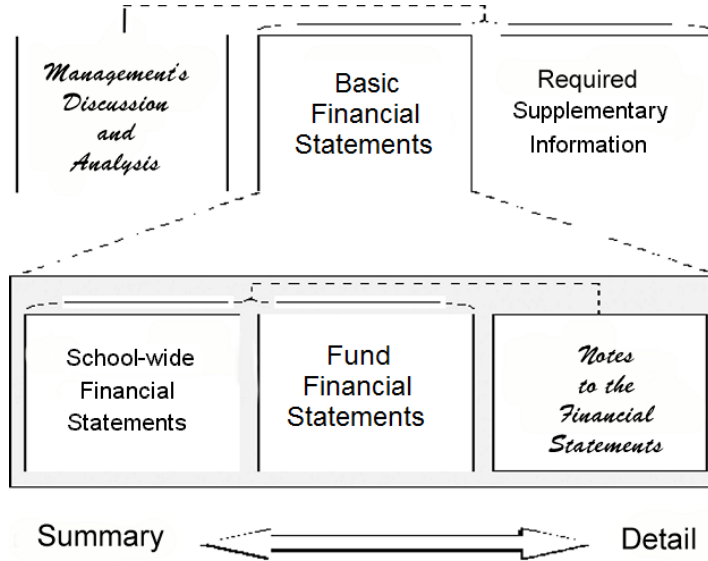 Management's
Discussion
and
Analysis
Basic
Financial
Statements
Required
Supplementary
Information
School-wide
Financial
Statements
Fund
Financial
Statements
Notes
to the
Financial
Statements
Summary
Detail